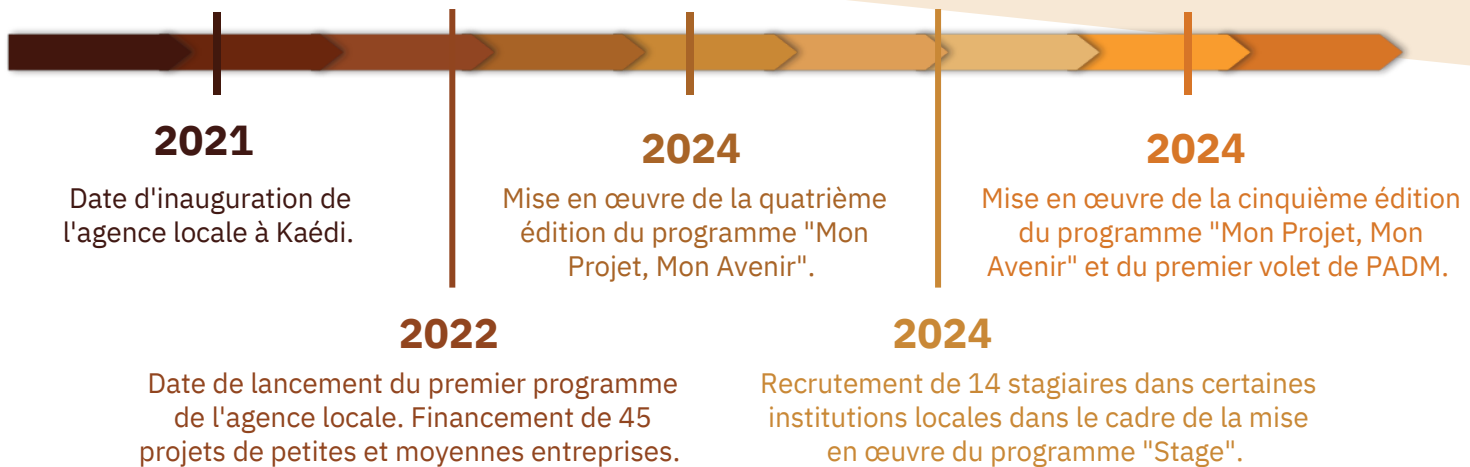 2021
Date d'inauguration de
l'agence locale à Kaédi.
2022
Date de lancement du premier programme
de l'agence locale. Financement de 45
projets de petites et moyennes entreprises.
2024
Mise en œuvre de la quatrième
édition du programme "Mon
Projet, Mon Avenir".
2024
Recrutement de 14 stagiaires dans certaines
institutions locales dans le cadre de la mise
en œuvre du programme "Stage".
2024
Mise en œuvre de la cinquième édition
du programme "Mon Projet, Mon
Avenir" et du premier volet de PADM.